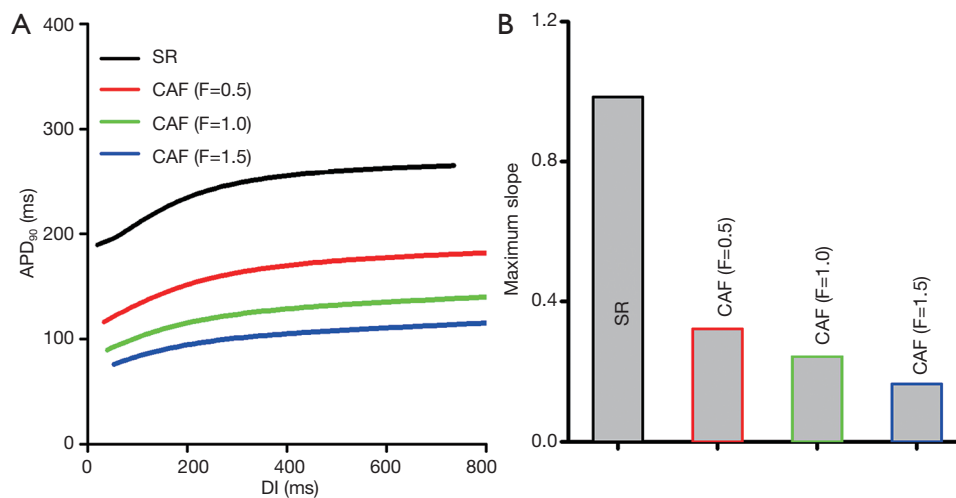 A
400
300
200
100
0
APD90 (ms)
SR
CAF (F=0.5)
CAF (F=1.0)
CAF (F=1.5)
0 200 400 600 800
DI (ms)
B
1.2
0.8
0.4
0.0
Maximum slope
SR
CAF (F=0.5)
CAF (F=1.0)
CAF (F=1.5)